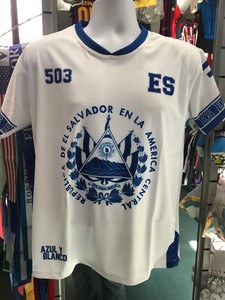 503 ES
REPUBLICA DE EL SALVADOR EN LA AMERICA CENTRAL
AZUL Y
BLANCO